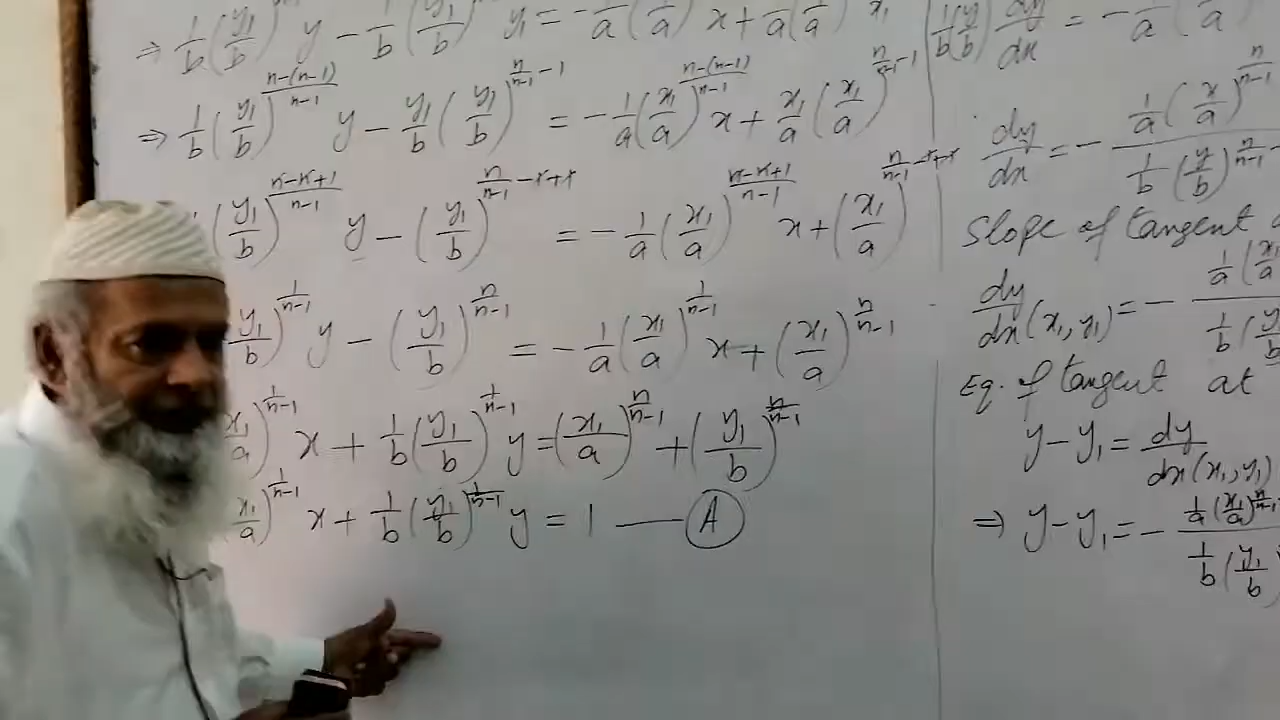 ⇒ 1/b (y₁/b) y − 1/b (y₁/b) y₁ = − 1/a ( /a) x + 1/a ( /a) x₁
⇒ 1/b (y₁/b)^((n−(n−1))/(n−1)) y − y₁/b (y₁/b)^(n/(n−1) −1) = − 1/a (x₁/a)^((n−(n−1))/(n−1)) x + x₁/a (x₁/a)^(n/(n−1) −1)
(y₁/b)^((n−n+1)/(n−1)) y − (y₁/b)^(n/(n−1) −1+1) = − 1/a (x₁/a)^((n−n+1)/(n−1)) x + (x₁/a)^(n/(n−1) −1+1)
y₁/b)^(1/(n−1)) y − (y₁/b)^(n/(n−1)) = − 1/a (x₁/a)^(1/(n−1)) x + (x₁/a)^(n/(n−1))
x₁/a)^(1/(n−1)) x + 1/b (y₁/b)^(1/(n−1)) y = (x₁/a)^(n/(n−1)) + (y₁/b)^(n/(n−1))
x₁/a)^(1/(n−1)) x + 1/b (y₁/b)^(1/(n−1)) y = 1 —— A
1/b (y/b) dy/dx = − 1/a ( /a)
dy/dx = − 1/a (x/a)^(n/ / 1/b (y/b)^(n/(n−1) −
Slope of tangent
dy/dx (x₁, y₁) = − 1/a (x₁/a / 1/b (y₁/b
Eq. of tangent at
y − y₁ = dy/dx (x₁, y₁)
⇒ y − y₁ = − 1/a (x₁/a)^(n/(n−1) / 1/b (y₁/b)